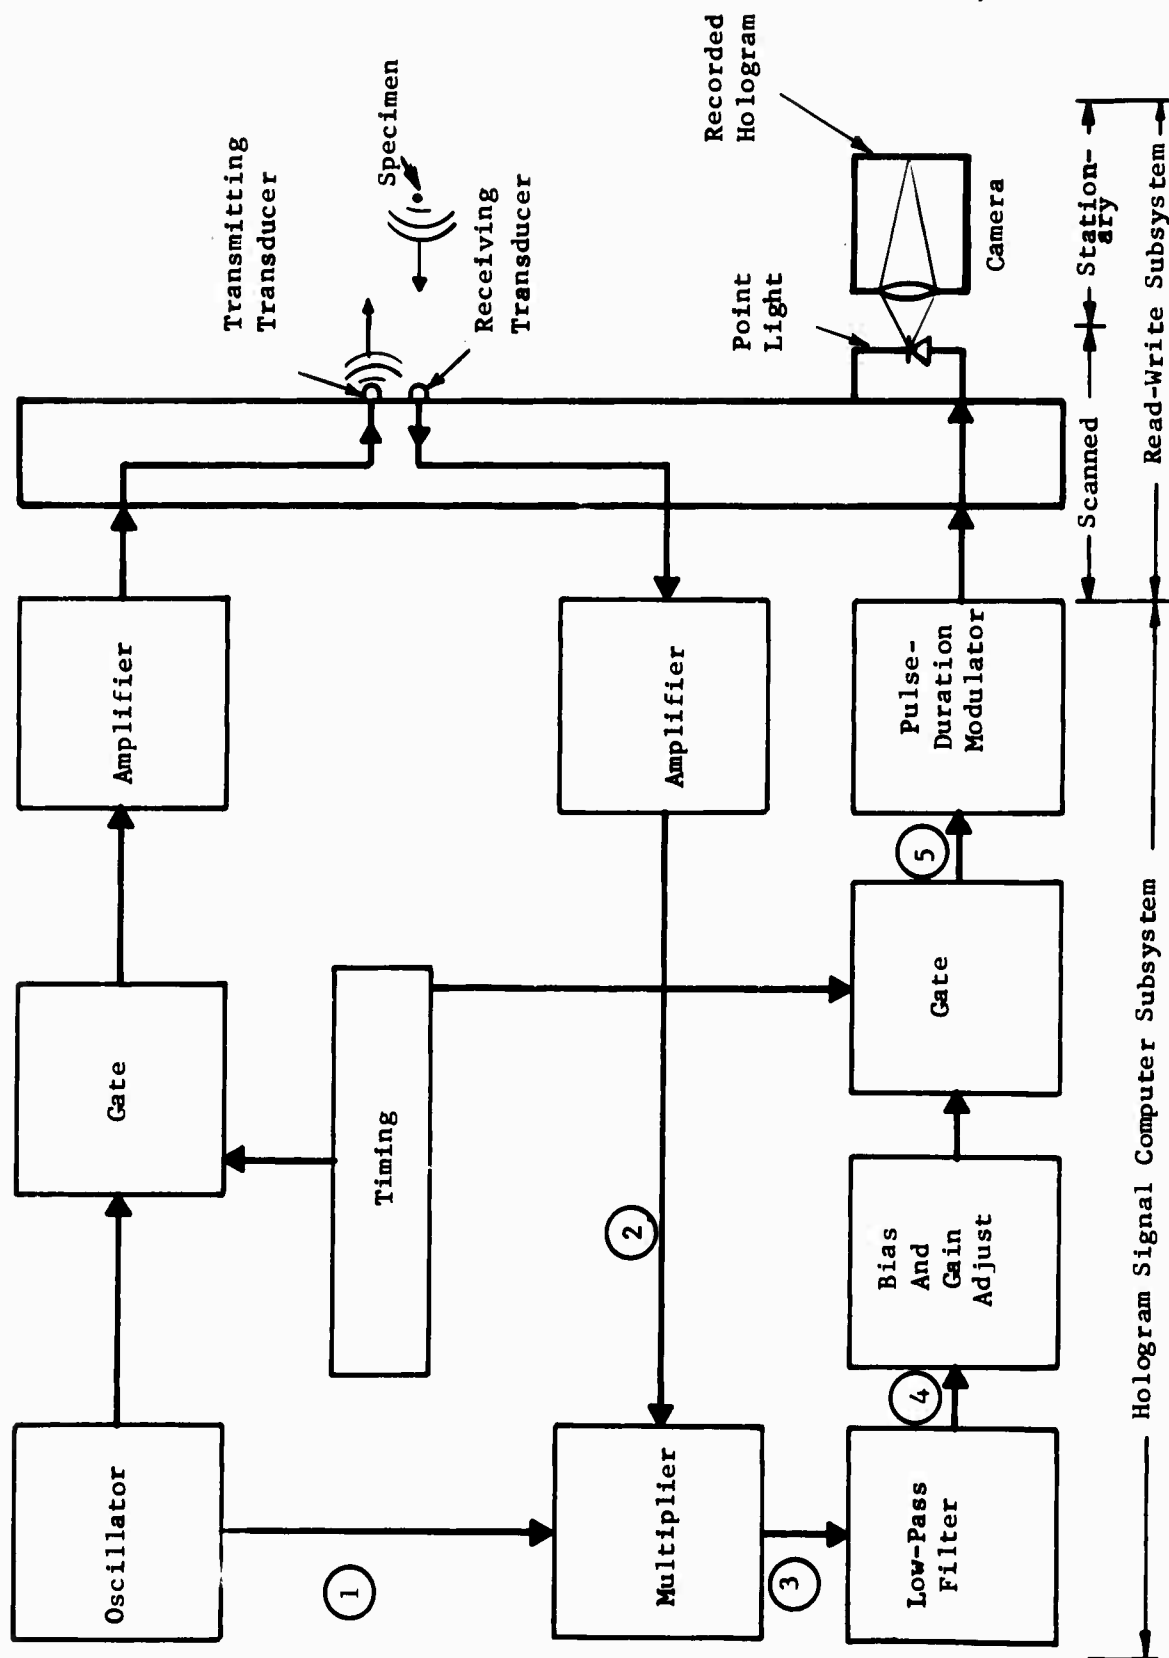 Oscillator
Gate
Amplifier
Transmitting
Transducer
Specimen
Receiving
Transducer
Timing
1
2
Multiplier
Amplifier
3
Low-Pass
Filter
4
Bias
And
Gain
Adjust
Gate
5
Pulse-
Duration
Modulator
Point
Light
Camera
Recorded
Hologram
Scanned
Station-
ary
Hologram Signal Computer Subsystem
Read-Write Subsystem